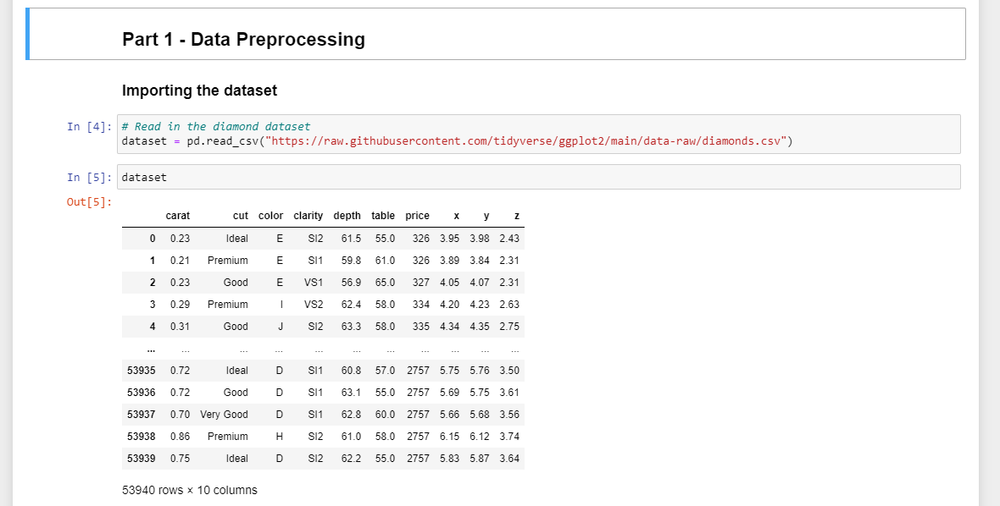 Part 1 - Data Preprocessing
Importing the dataset
In [4]: # Read in the diamond dataset
dataset = pd.read_csv("https://raw.githubusercontent.com/tidyverse/ggplot2/main/data-raw/diamonds.csv")
In [5]: dataset
Out[5]:
carat cut color clarity depth table price x y z
0 0.23 Ideal E SI2 61.5 55.0 326 3.95 3.98 2.43
1 0.21 Premium E SI1 59.8 61.0 326 3.89 3.84 2.31
2 0.23 Good E VS1 56.9 65.0 327 4.05 4.07 2.31
3 0.29 Premium I VS2 62.4 58.0 334 4.20 4.23 2.63
4 0.31 Good J SI2 63.3 58.0 335 4.34 4.35 2.75
... ... ... ... ... ... ... ... ... ... ...
53935 0.72 Ideal D SI1 60.8 57.0 2757 5.75 5.76 3.50
53936 0.72 Good D SI1 63.1 55.0 2757 5.69 5.75 3.61
53937 0.70 Very Good D SI1 62.8 60.0 2757 5.66 5.68 3.56
53938 0.86 Premium H SI2 61.0 58.0 2757 6.15 6.12 3.74
53939 0.75 Ideal D SI2 62.2 55.0 2757 5.83 5.87 3.64
53940 rows × 10 columns